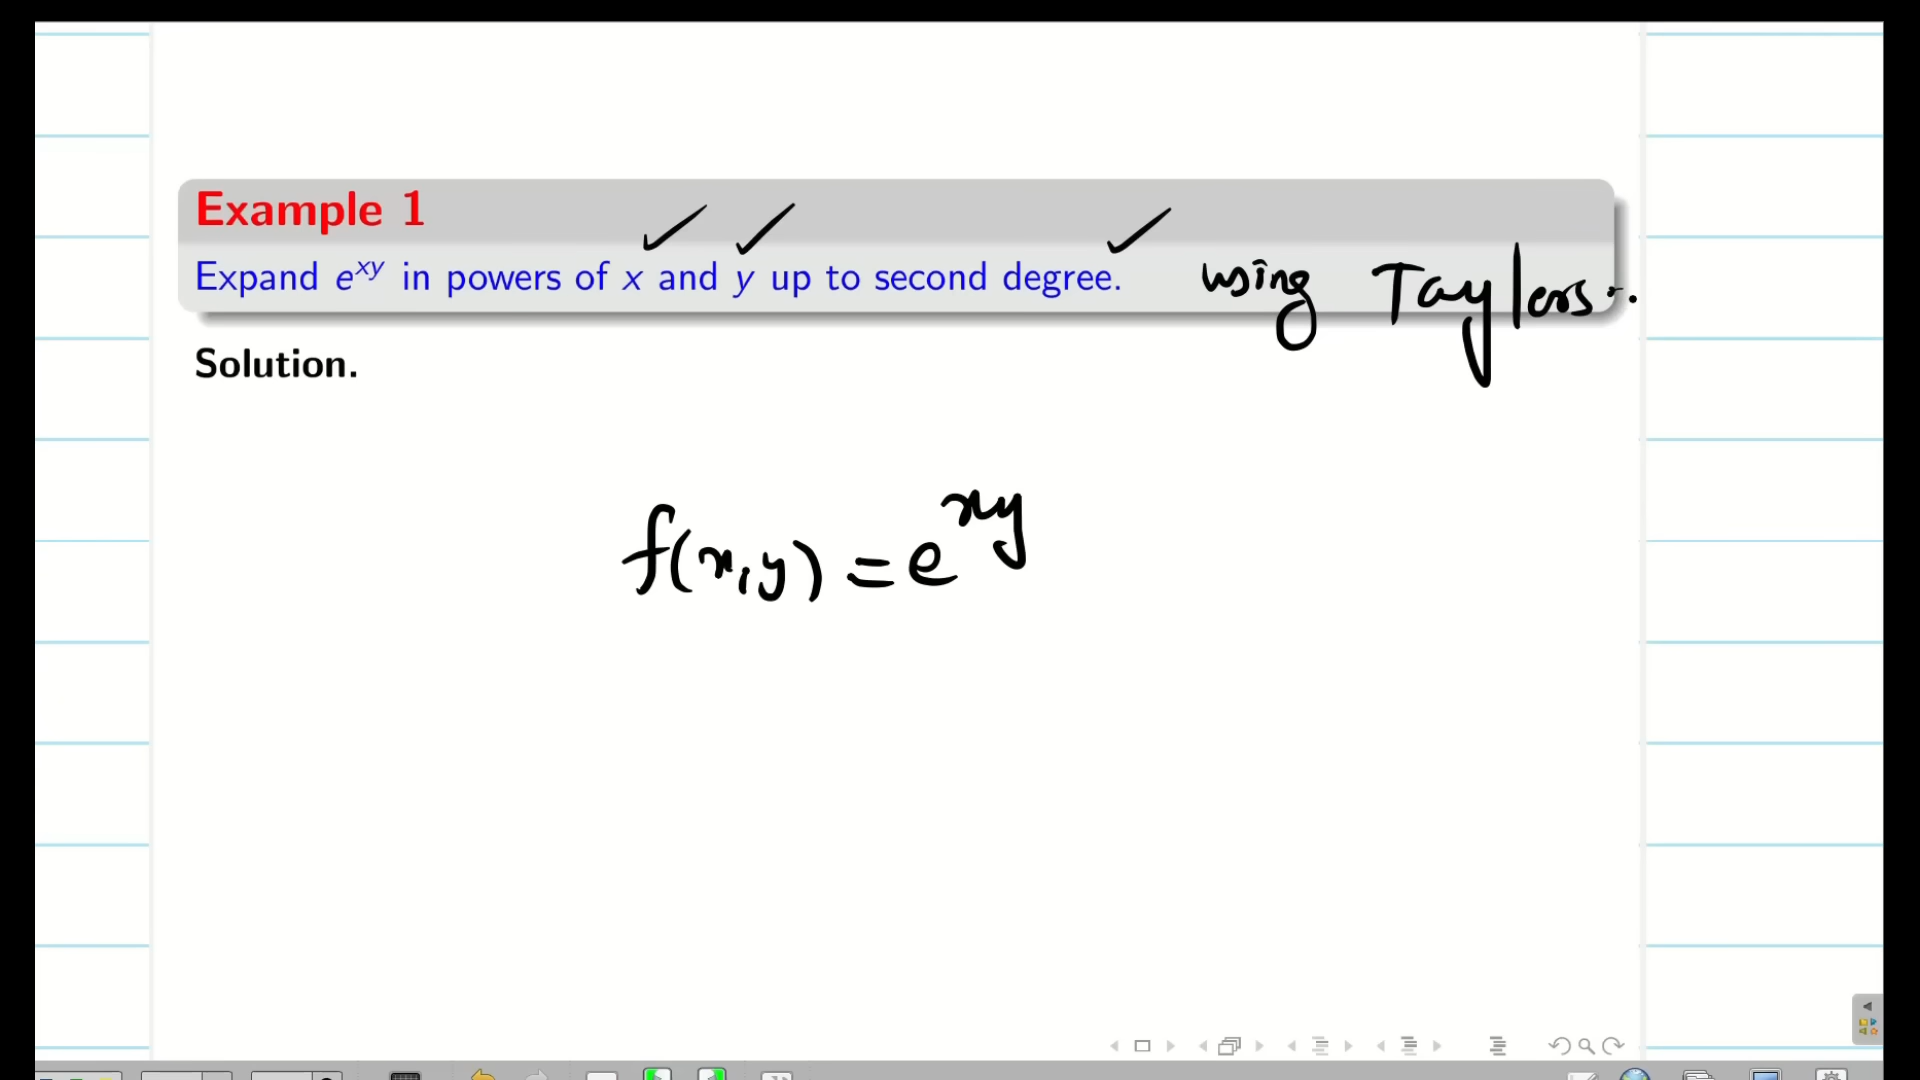 Example 1
Expand e^{xy} in powers of x and y up to second degree. using Taylors..
Solution.
f(x,y) = e^{xy}